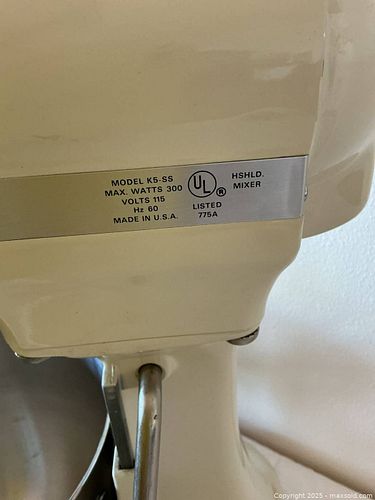 MODEL K5-SS
MAX. WATTS 300
VOLTS 115
Hz 60
MADE IN U.S.A.
UL ®
LISTED
775A
HSHLD.
MIXER
Copyright 2025 - maxsold.com